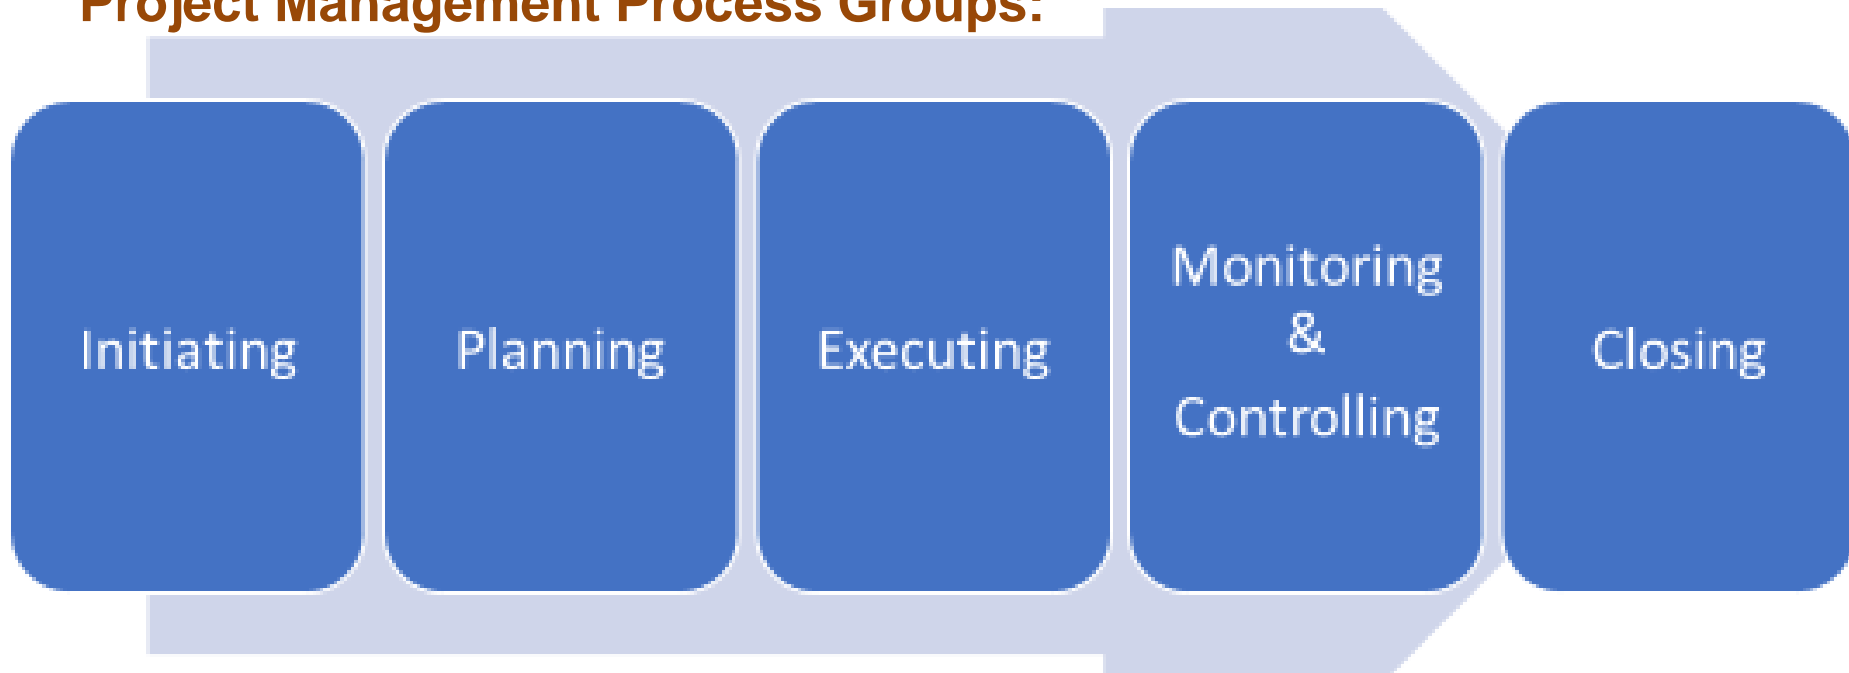 Project Management Process Groups:
Initiating
Planning
Executing
Monitoring
&
Controlling
Closing